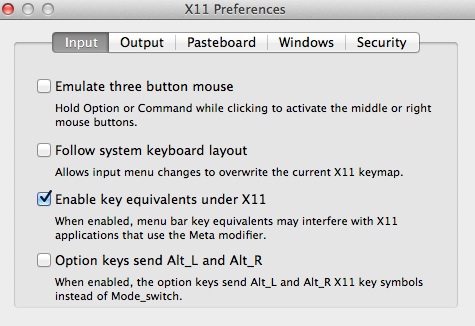 X11 Preferences
Input Output Pasteboard Windows Security
Emulate three button mouse
Hold Option or Command while clicking to activate the middle or right
mouse buttons.
Follow system keyboard layout
Allows input menu changes to overwrite the current X11 keymap.
Enable key equivalents under X11
When enabled, menu bar key equivalents may interfere with X11
applications that use the Meta modifier.
Option keys send Alt_L and Alt_R
When enabled, the option keys send Alt_L and Alt_R X11 key symbols
instead of Mode_switch.